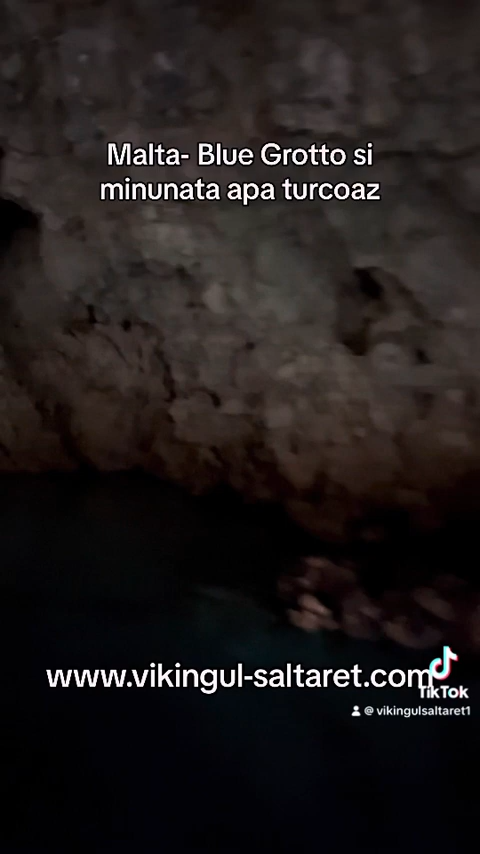 Malta- Blue Grotto si
minunata apa turcoaz
www.vikingul-saltaret.com
TikTok
@ vikingulsaltaret1